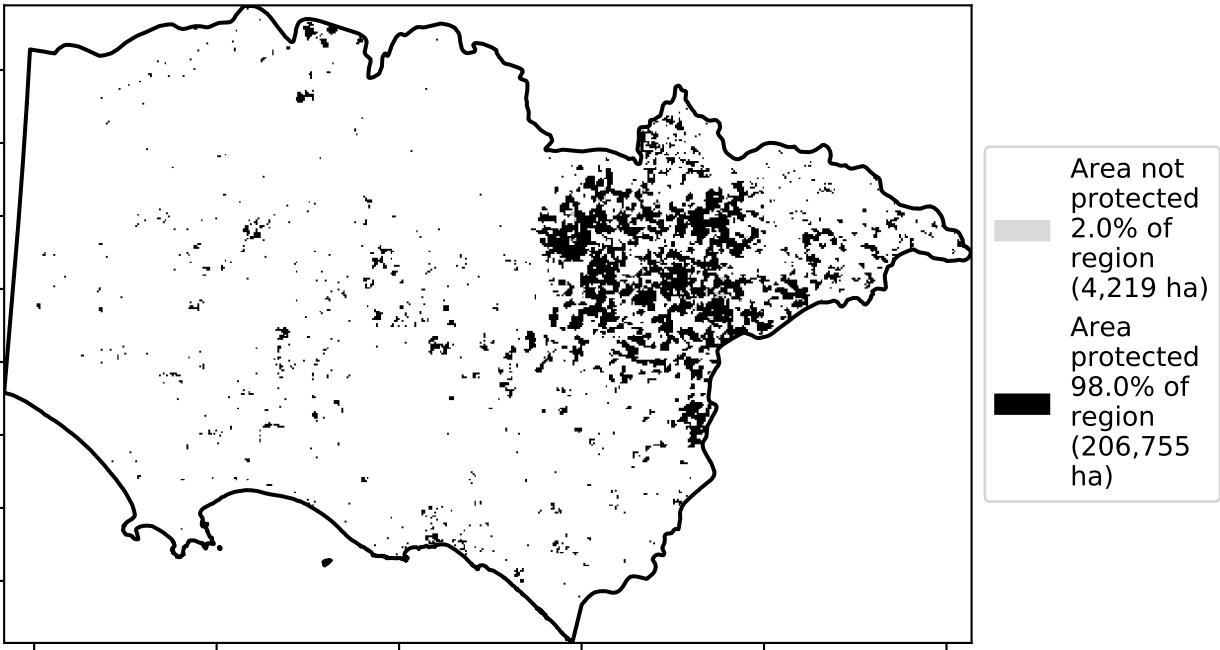 Area not
protected
2.0% of
region
(4,219 ha)
Area
protected
98.0% of
region
(206,755
ha)